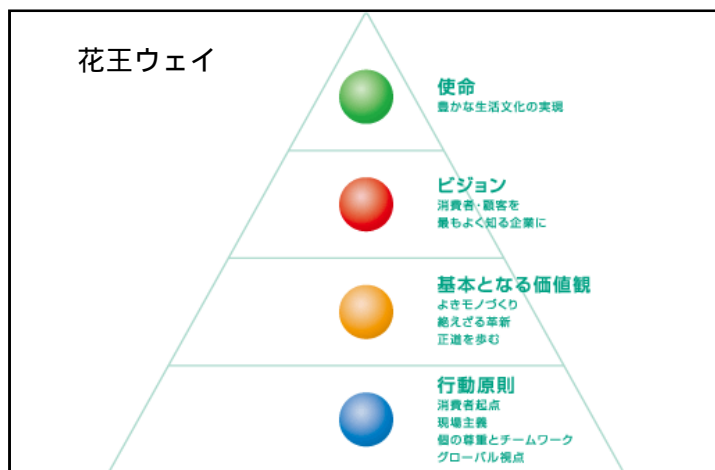 花王ウェイ
使命
豊かな生活文化の実現
ビジョン
消費者・顧客を
最もよく知る企業に
基本となる価値観
よきモノづくり
絶えざる革新
正道を歩む
行動原則
消費者起点
現場主義
個の尊重とチームワーク
グローバル視点